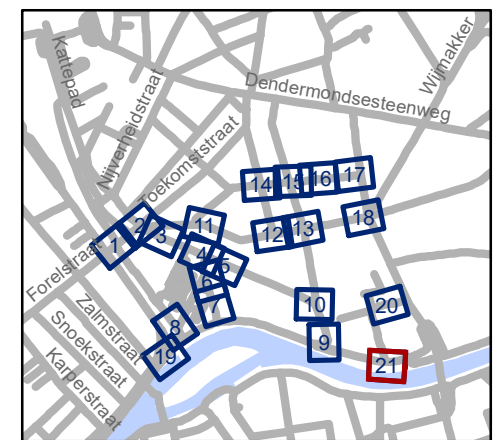 Kattepad
Nijverheidstraat
Toekomststraat
Dendermondsesteenweg
Wijmakker
14
15
16
17
11
12
13
18
1
2
3
4
5
6
7
8
10
20
9
19
21
Forelstraat
Zalmstraat
Snoekstraat
Karperstraat